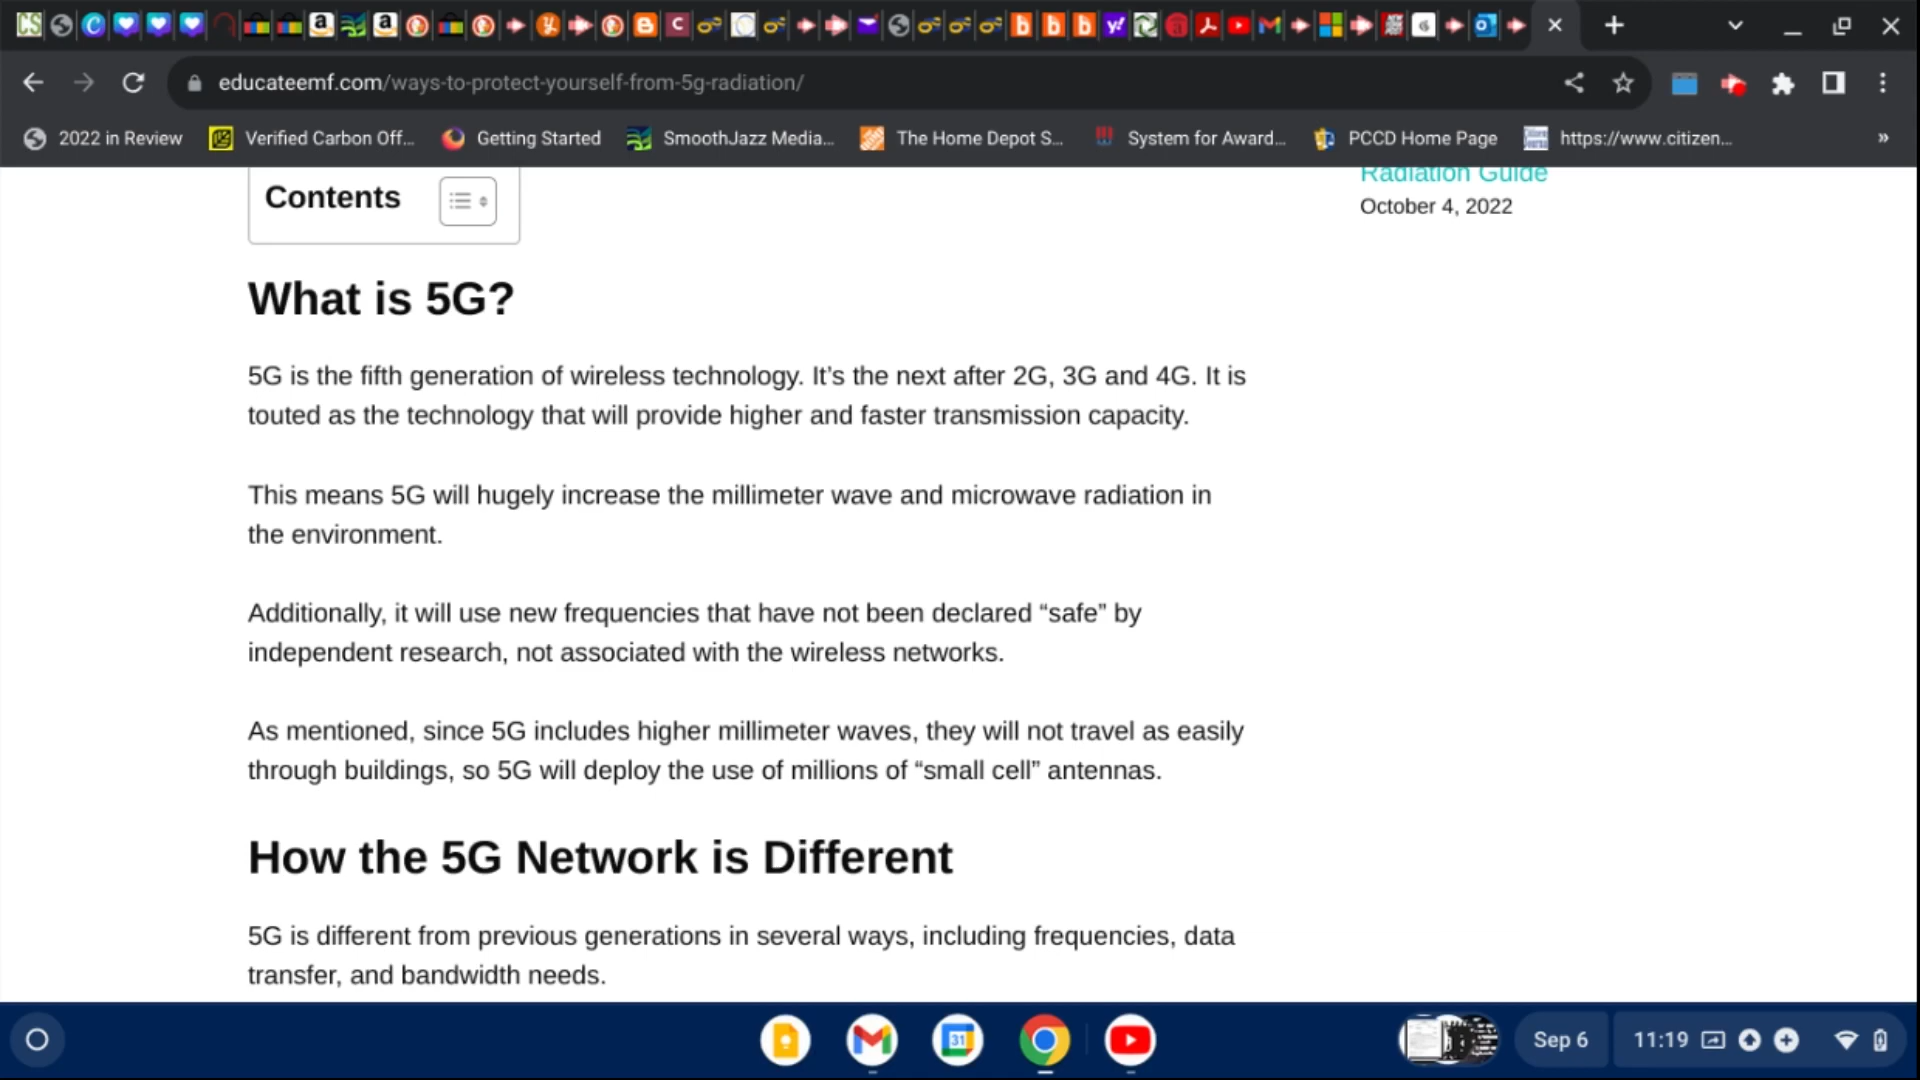 educateemf.com/ways-to-protect-yourself-from-5g-radiation/
2022 in Review
Verified Carbon Off...
Getting Started
SmoothJazz Media...
The Home Depot S...
System for Award...
PCCD Home Page
https://www.citizen...
»
Contents
Radiation Guide
October 4, 2022
What is 5G?
5G is the fifth generation of wireless technology. It’s the next after 2G, 3G and 4G. It is
touted as the technology that will provide higher and faster transmission capacity.
This means 5G will hugely increase the millimeter wave and microwave radiation in
the environment.
Additionally, it will use new frequencies that have not been declared “safe” by
independent research, not associated with the wireless networks.
As mentioned, since 5G includes higher millimeter waves, they will not travel as easily
through buildings, so 5G will deploy the use of millions of “small cell” antennas.
How the 5G Network is Different
5G is different from previous generations in several ways, including frequencies, data
transfer, and bandwidth needs.
31
Sep 6
11:19